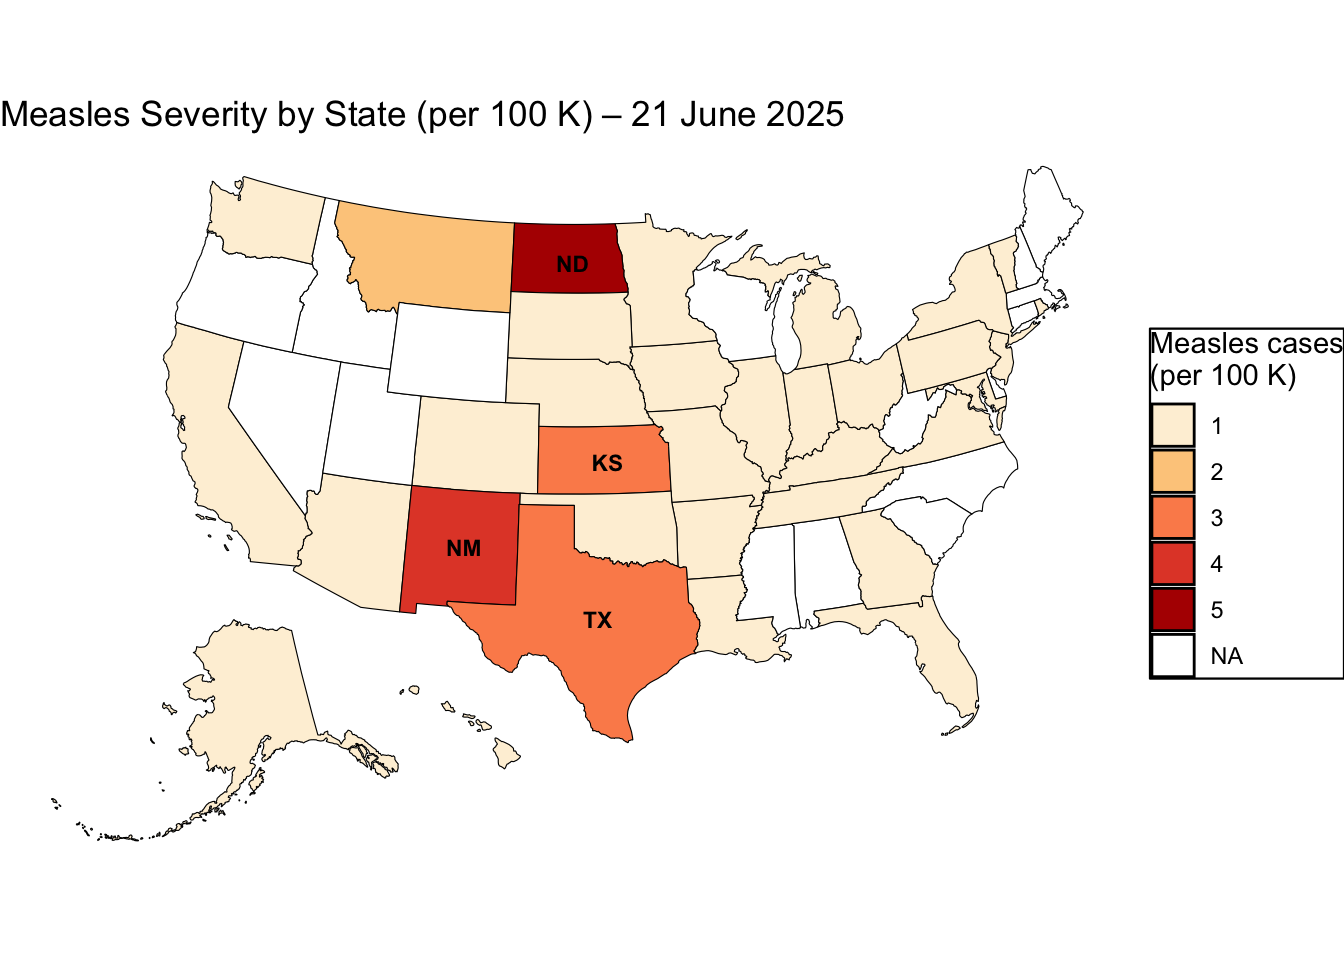 Measles Severity by State (per 100 K) – 21 June 2025
ND
KS
NM
TX
Measles cases
(per 100 K)
1
2
3
4
5
NA